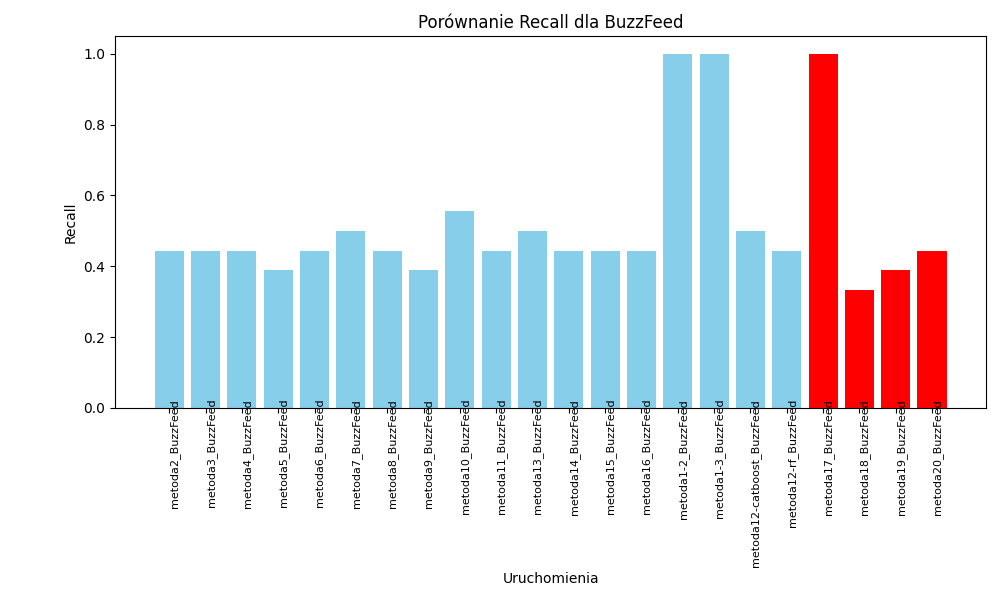 Porównanie Recall dla BuzzFeed
Recall
1.0
0.8
0.6
0.4
0.2
0.0
metoda2_BuzzFeed
metoda3_BuzzFeed
metoda4_BuzzFeed
metoda5_BuzzFeed
metoda6_BuzzFeed
metoda7_BuzzFeed
metoda8_BuzzFeed
metoda9_BuzzFeed
metoda10_BuzzFeed
metoda11_BuzzFeed
metoda13_BuzzFeed
metoda14_BuzzFeed
metoda15_BuzzFeed
metoda16_BuzzFeed
metoda1-2_BuzzFeed
metoda1-3_BuzzFeed
metoda12-catboost_BuzzFeed
metoda12-rf_BuzzFeed
metoda17_BuzzFeed
metoda18_BuzzFeed
metoda19_BuzzFeed
metoda20_BuzzFeed
Uruchomienia